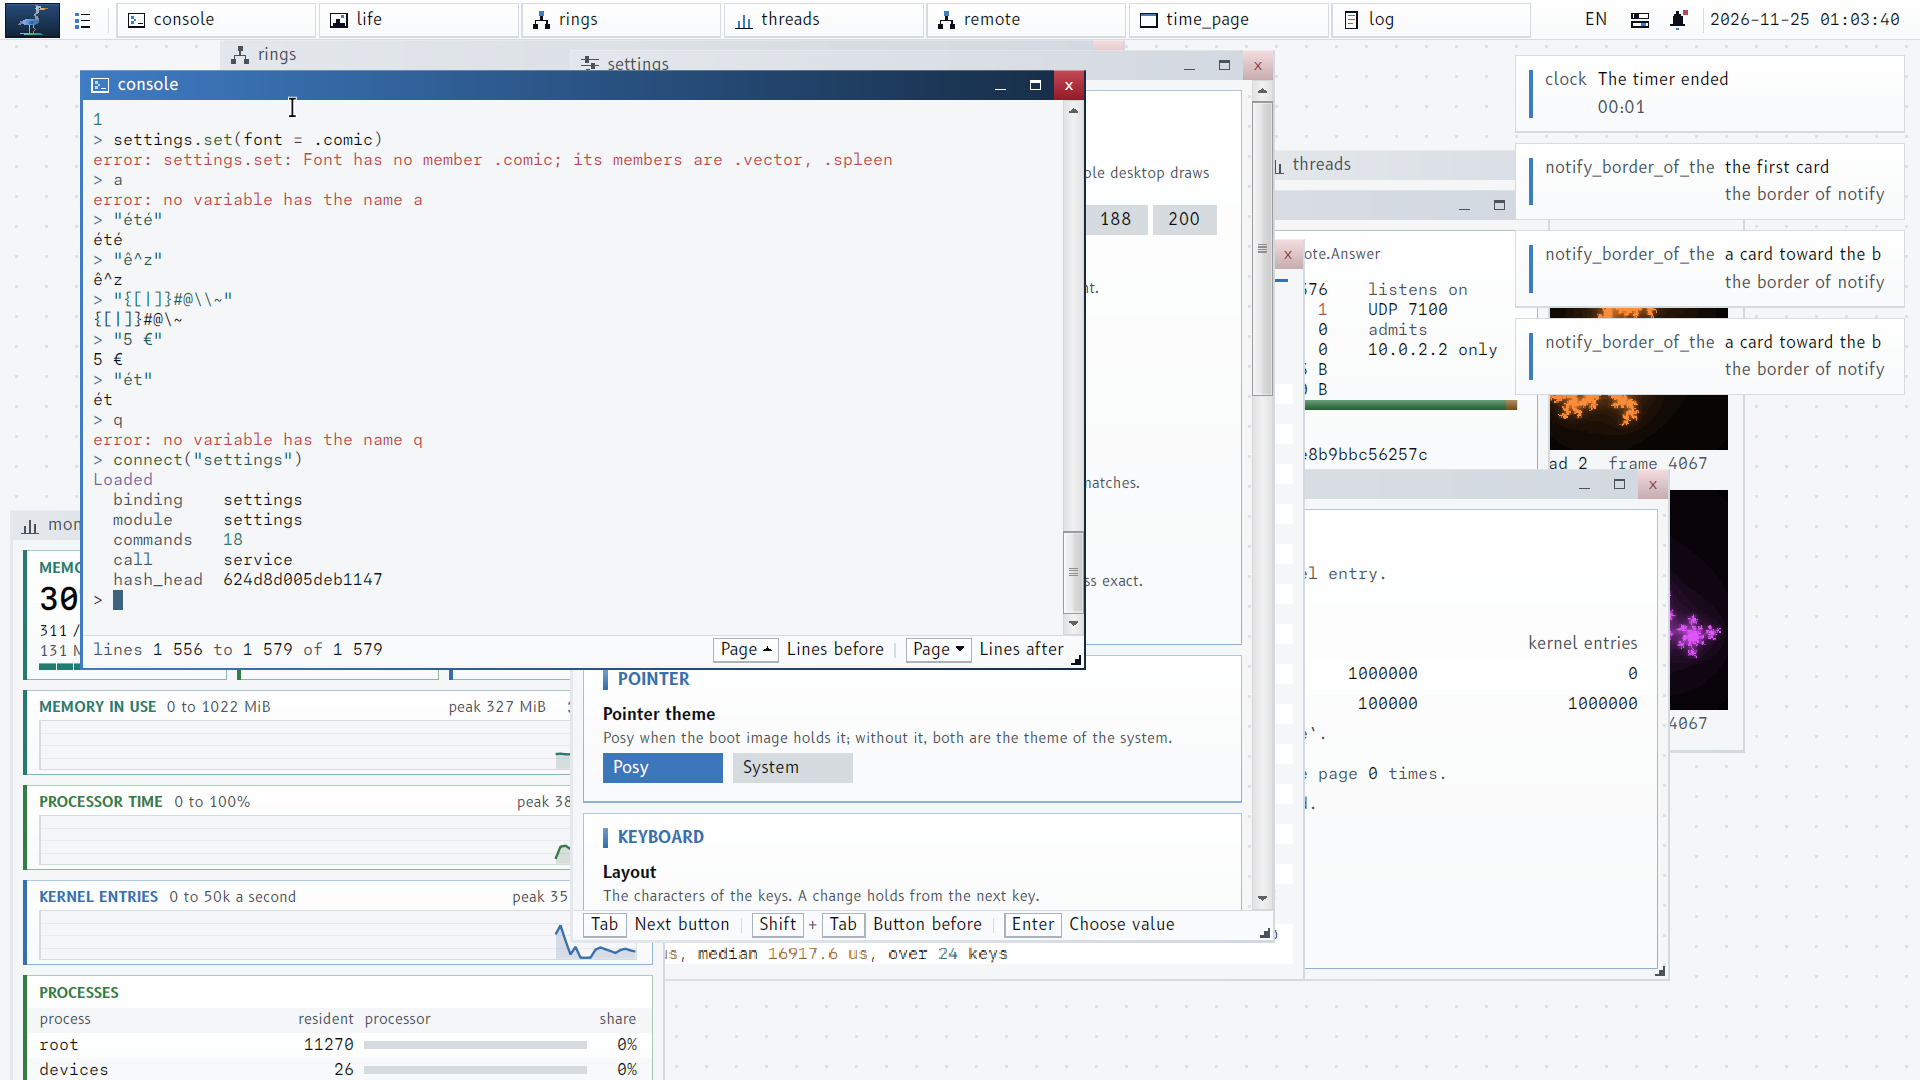 console
life
rings
threads
remote
time_page
log
EN
2026-11-25 01:03:40
rings
settings
console
1
> settings.set(font = .comic)
error: settings.set: Font has no member .comic; its members are .vector, .spleen
> a
error: no variable has the name a
> "été"
été
> "ê^z"
ê^z
> "{[|]}#@\\~"
{[|]}#@\~
> "5 €"
5 €
> "ét"
ét
> q
error: no variable has the name q
> connect("settings")
Loaded
binding settings
module settings
commands 18
call service
hash_head 624d8d005deb1147
>
lines 1 556 to 1 579 of 1 579
Page Lines before
Page Lines after
desktop draws
188
200
exact.
POINTER
Pointer theme
Posy when the boot image holds it; without it, both are the theme of the system.
Posy
System
KEYBOARD
Layout
The characters of the keys. A change holds from the next key.
Tab Next button
Shift + Tab Button before
Enter Choose value
median 16917.6 us, over 24 keys
threads
listens on
1 UDP 7100
0 admits
0 10.0.2.2 only
B
B
2 frame 4067
entry.
kernel entries
1000000 0
100000 1000000
page 0 times.
4067
clock The timer ended
00:01
notify_border_of_the the first card
the border of notify
notify_border_of_the a card toward the b
the border of notify
notify_border_of_the a card toward the b
the border of notify
311 /
MEMORY IN USE 0 to 1022 MiB peak 327 MiB
PROCESSOR TIME 0 to 100% peak 38
KERNEL ENTRIES 0 to 50k a second peak 35
PROCESSES
process resident processor share
root 11270 0%
devices 26 0%